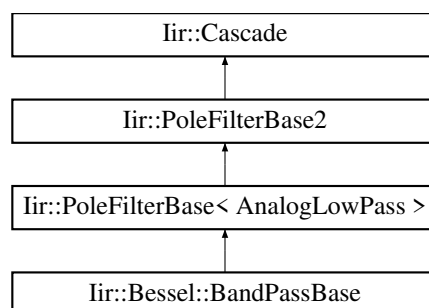 Iir::Cascade
Iir::PoleFilterBase2
Iir::PoleFilterBase< AnalogLowPass >
Iir::Bessel::BandPassBase